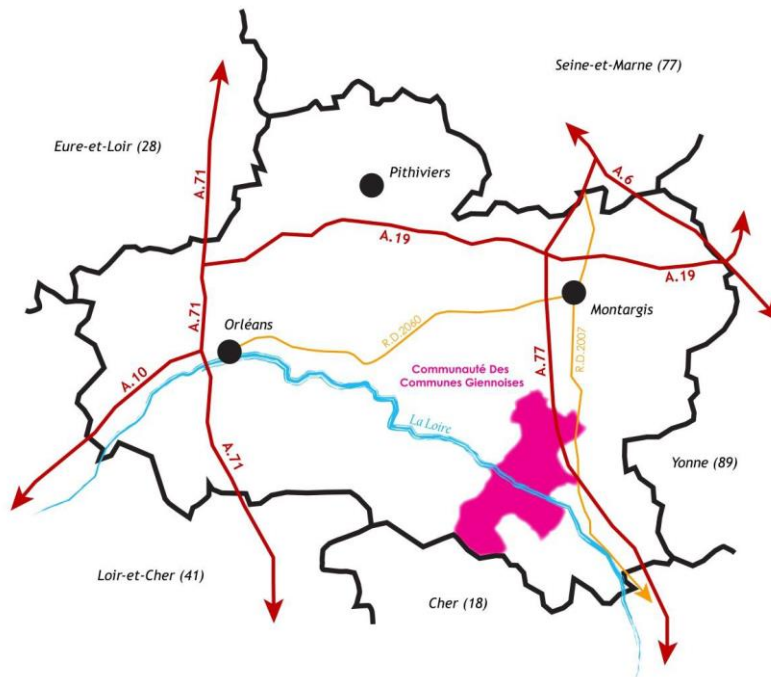 Seine-et-Marne (77)
Eure-et-Loir (28)
A.71
Pithiviers
A.6
A.19
A.19
A.71
Orléans
R.D.2060
Montargis
R.D.2007
A.77
A.10
Communauté Des
Communes Giennoises
La Loire
A.71
Yonne (89)
Loir-et-Cher (41)
Cher (18)